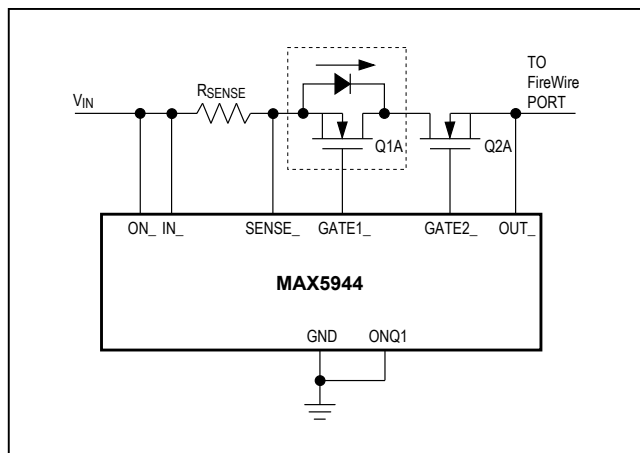 TO
FireWire
PORT
VIN
RSENSE
Q1A
Q2A
ON_ IN_ SENSE_ GATE1_ GATE2_ OUT_
MAX5944
GND ONQ1